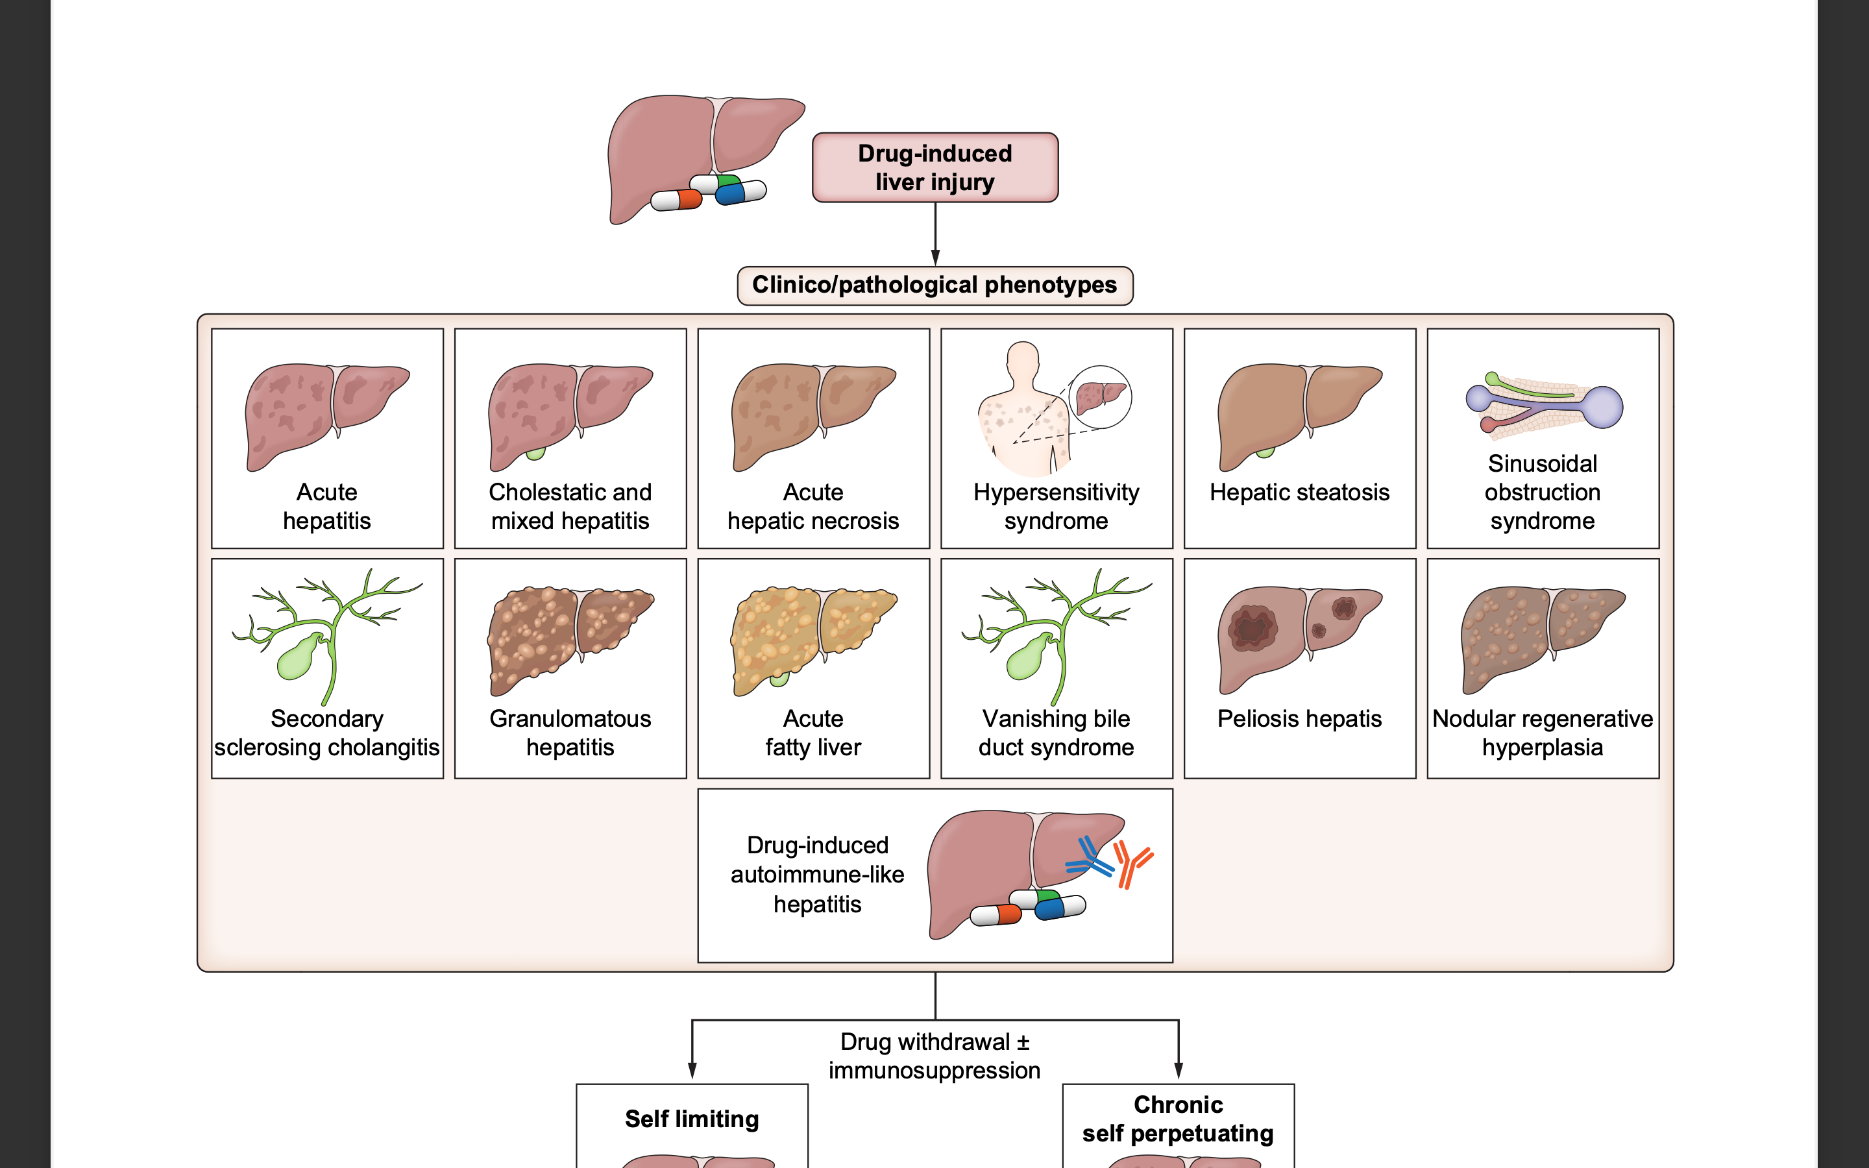 Drug-induced
liver injury
Clinico/pathological phenotypes
Acute
hepatitis
Cholestatic and
mixed hepatitis
Acute
hepatic necrosis
Hypersensitivity
syndrome
Hepatic steatosis
Sinusoidal
obstruction
syndrome
Secondary
sclerosing cholangitis
Granulomatous
hepatitis
Acute
fatty liver
Vanishing bile
duct syndrome
Peliosis hepatis
Nodular regenerative
hyperplasia
Drug-induced
autoimmune-like
hepatitis
Drug withdrawal ±
immunosuppression
Self limiting
Chronic
self perpetuating